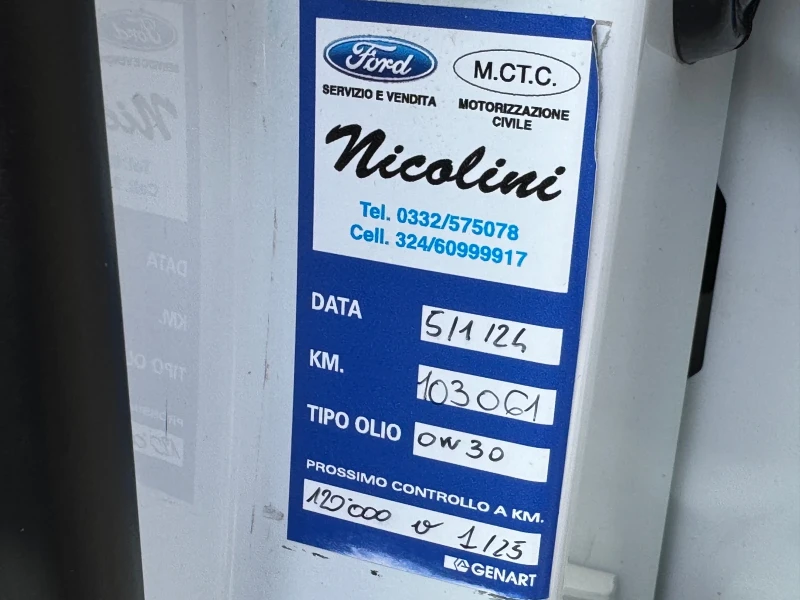 Ford
M.CT.C.
SERVIZIO E VENDITA
MOTORIZZAZIONE
CIVILE
Nicolini
Tel. 0332/575078
Cell. 324/60999917
DATA 5/1/24
KM. 103061
TIPO OLIO 0W30
PROSSIMO CONTROLLO A KM.
120'000 o 1/25
GENART